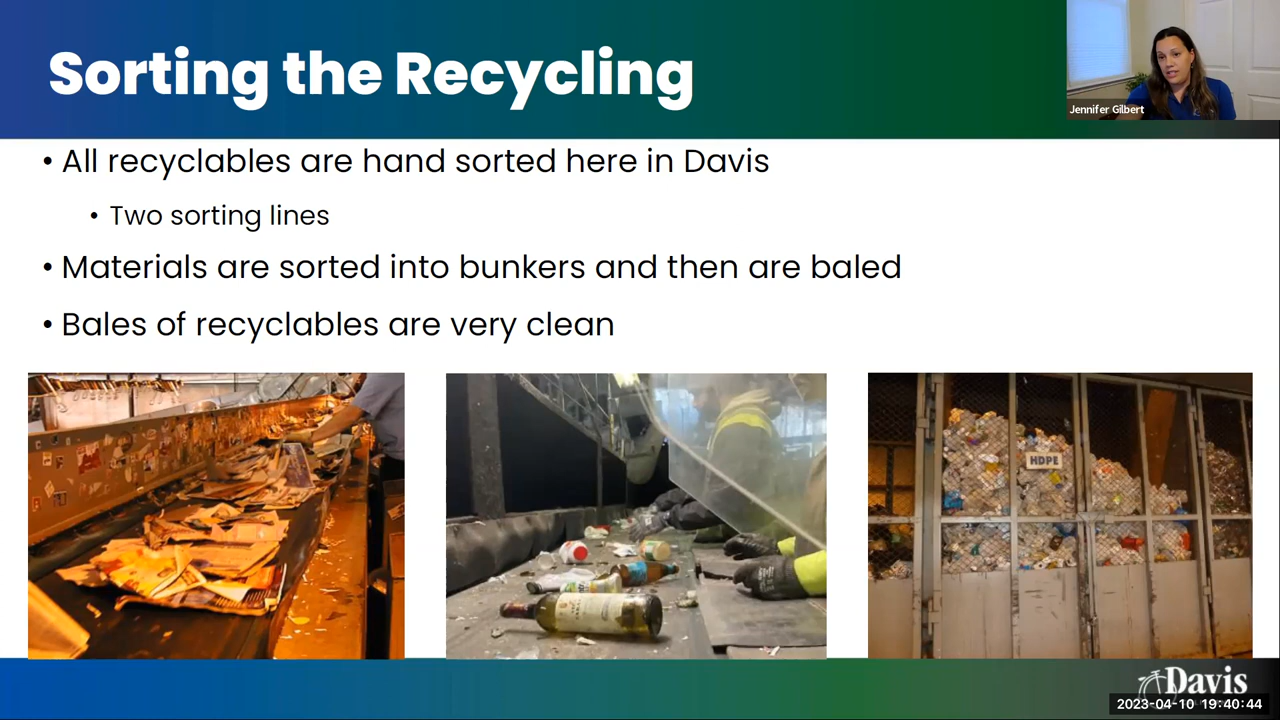 Sorting the Recycling
Jennifer Gilbert
• All recyclables are hand sorted here in Davis
• Two sorting lines
• Materials are sorted into bunkers and then are baled
• Bales of recyclables are very clean
HDPE
Davis
2023-04-10 19:40:44